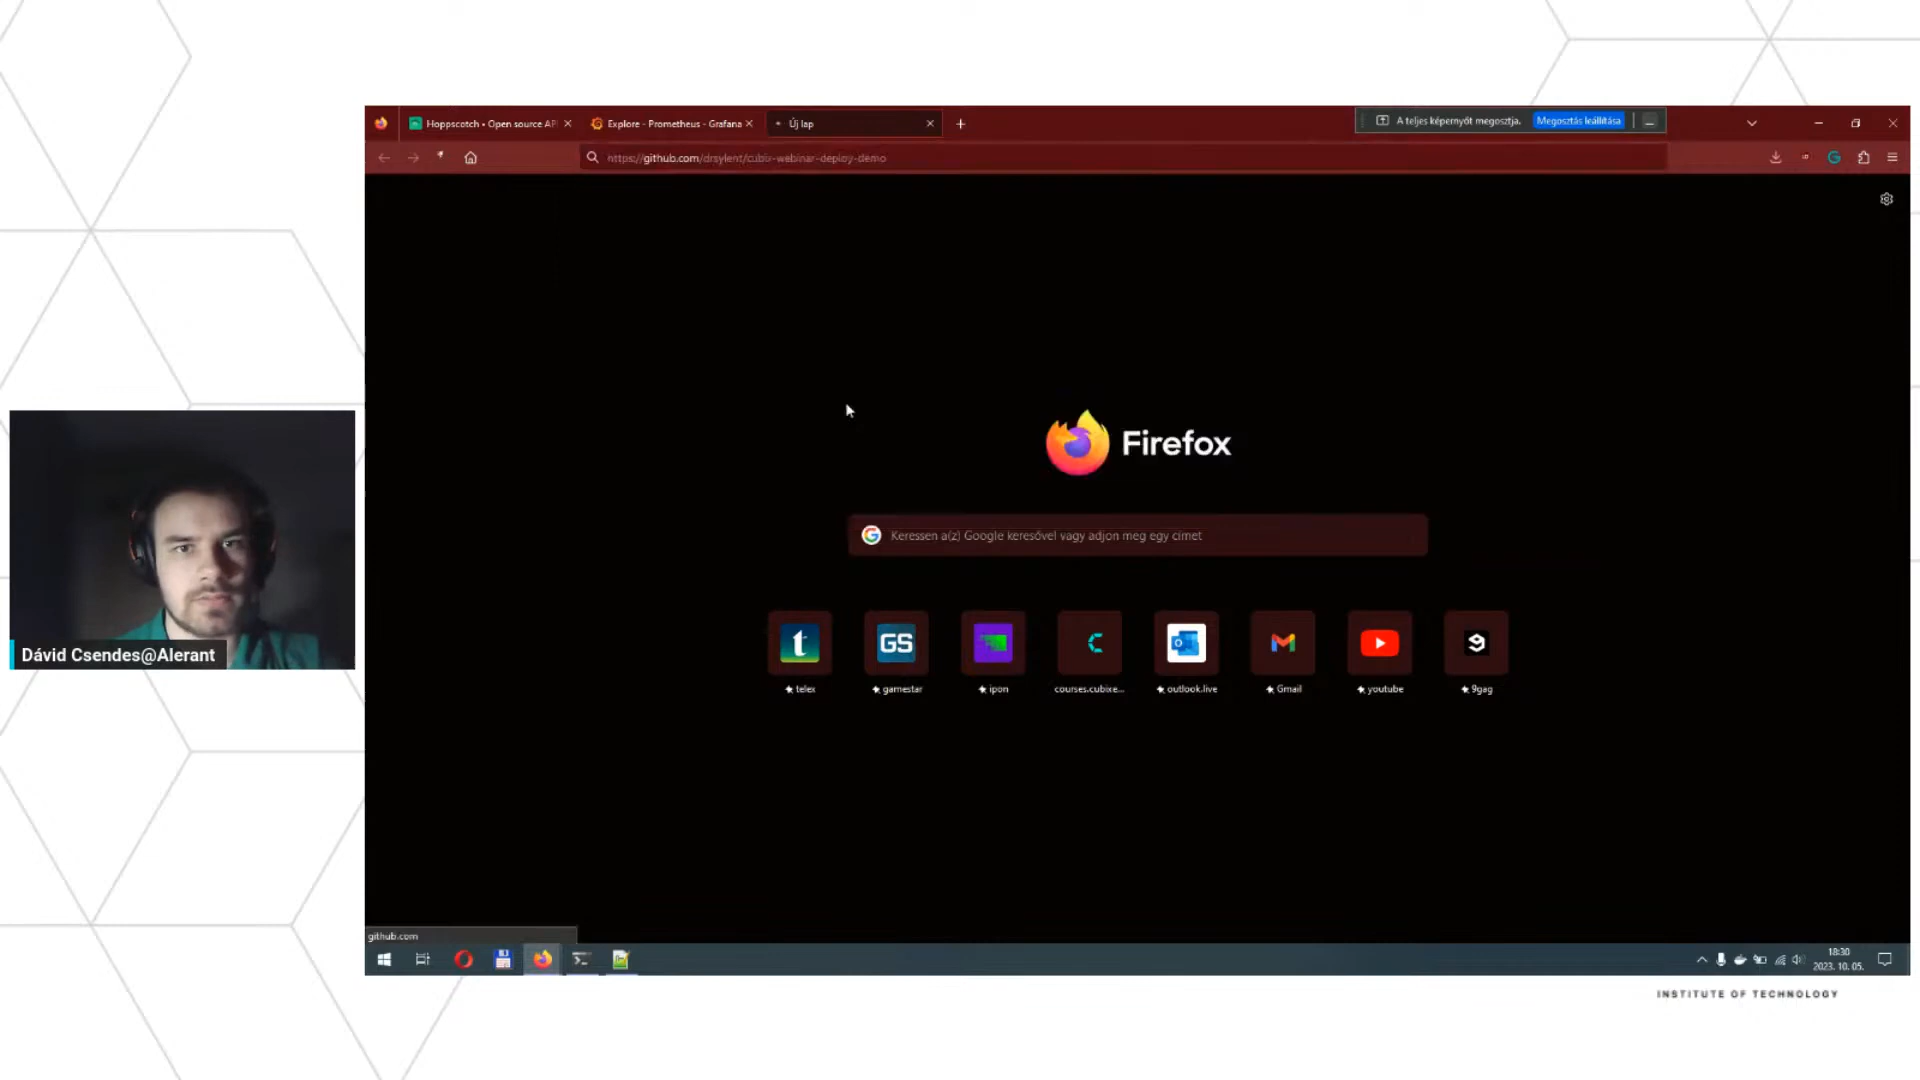 Hoppscotch • Open source API
Explore - Prometheus - Grafana
Új lap
A teljes képernyőt megosztja.
Megosztás leállítása
https://github.com/drsylent/cubix-webinar-deploy-demo
Firefox
Keressen a(z) Google keresővel vagy adjon meg egy címet
telex
gamestar
ipon
courses.cubixe...
outlook.live
Gmail
youtube
9gag
Dávid Csendes@Alerant
github.com
18:30
2023. 10. 05.
INSTITUTE OF TECHNOLOGY